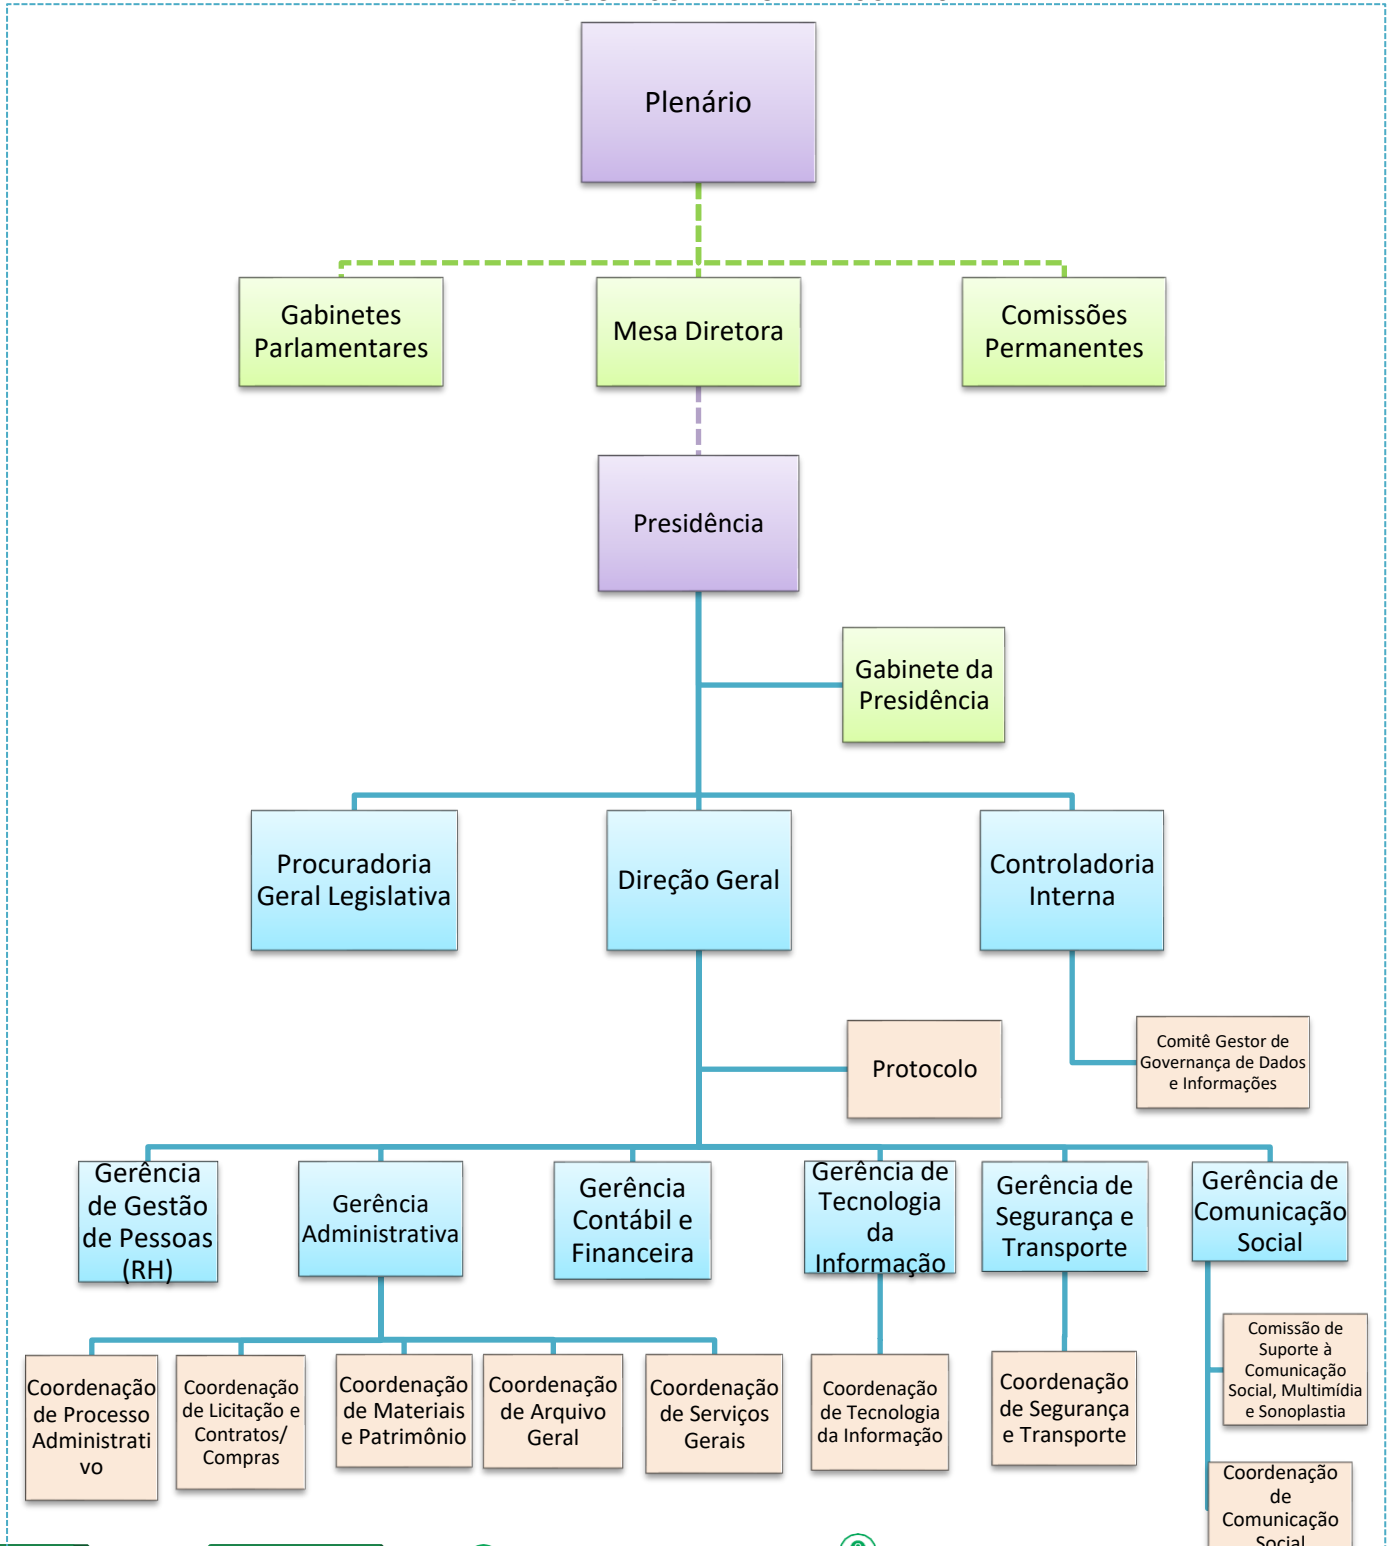 Plenário
Gabinetes
Parlamentares
Mesa Diretora
Comissões
Permanentes
Presidência
Gabinete da
Presidência
Procuradoria
Geral Legislativa
Direção Geral
Controladoria
Interna
Protocolo
Comitê Gestor de
Governança de Dados
e Informações
Gerência
de Gestão
de Pessoas
(RH)
Gerência
Administrativa
Gerência
Contábil e
Financeira
Gerência de
Tecnologia
da
Informação
Gerência de
Segurança e
Transporte
Gerência de
Comunicação
Social
Coordenação
de Processo
Administrati
vo
Coordenação
de Licitação e
Contratos/
Compras
Coordenação
de Materiais
e Patrimônio
Coordenação
de Arquivo
Geral
Coordenação
de Serviços
Gerais
Coordenação
de Tecnologia
da Informação
Coordenação
de Segurança
e Transporte
Comissão de
Suporte à
Comunicação
Social, Multimídia
e Sonoplastia
Coordenação
de
Comunicação
Social